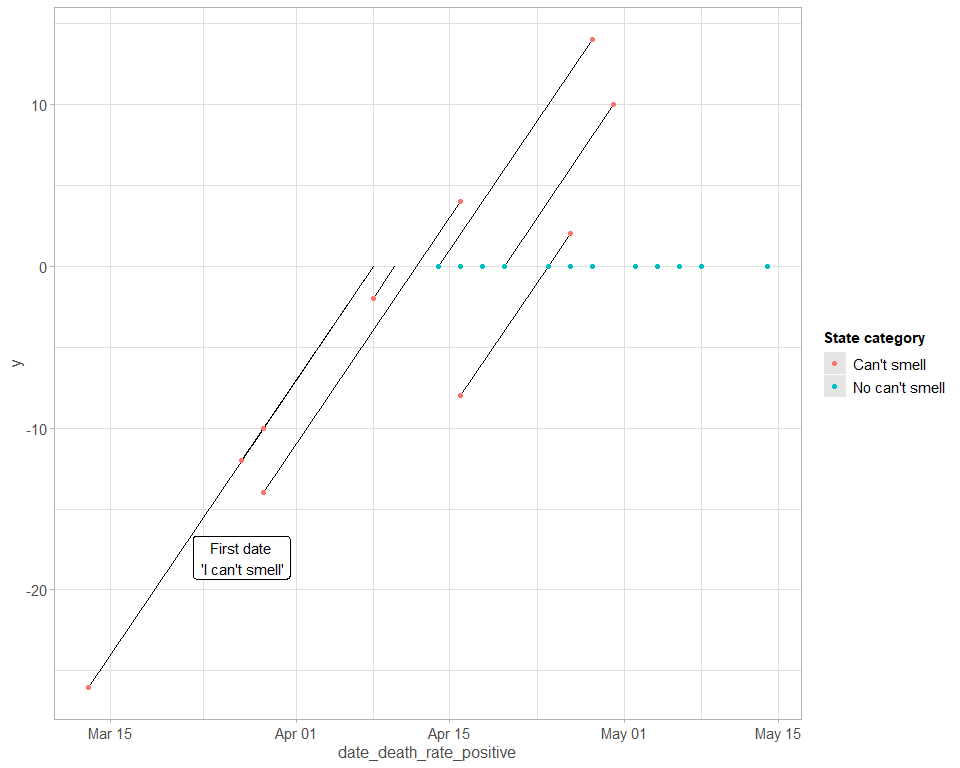 10
0
-10
-20
y
First date
'I can't smell'
Mar 15
Apr 01
Apr 15
May 01
May 15
date_death_rate_positive
State category
Can't smell
No can't smell